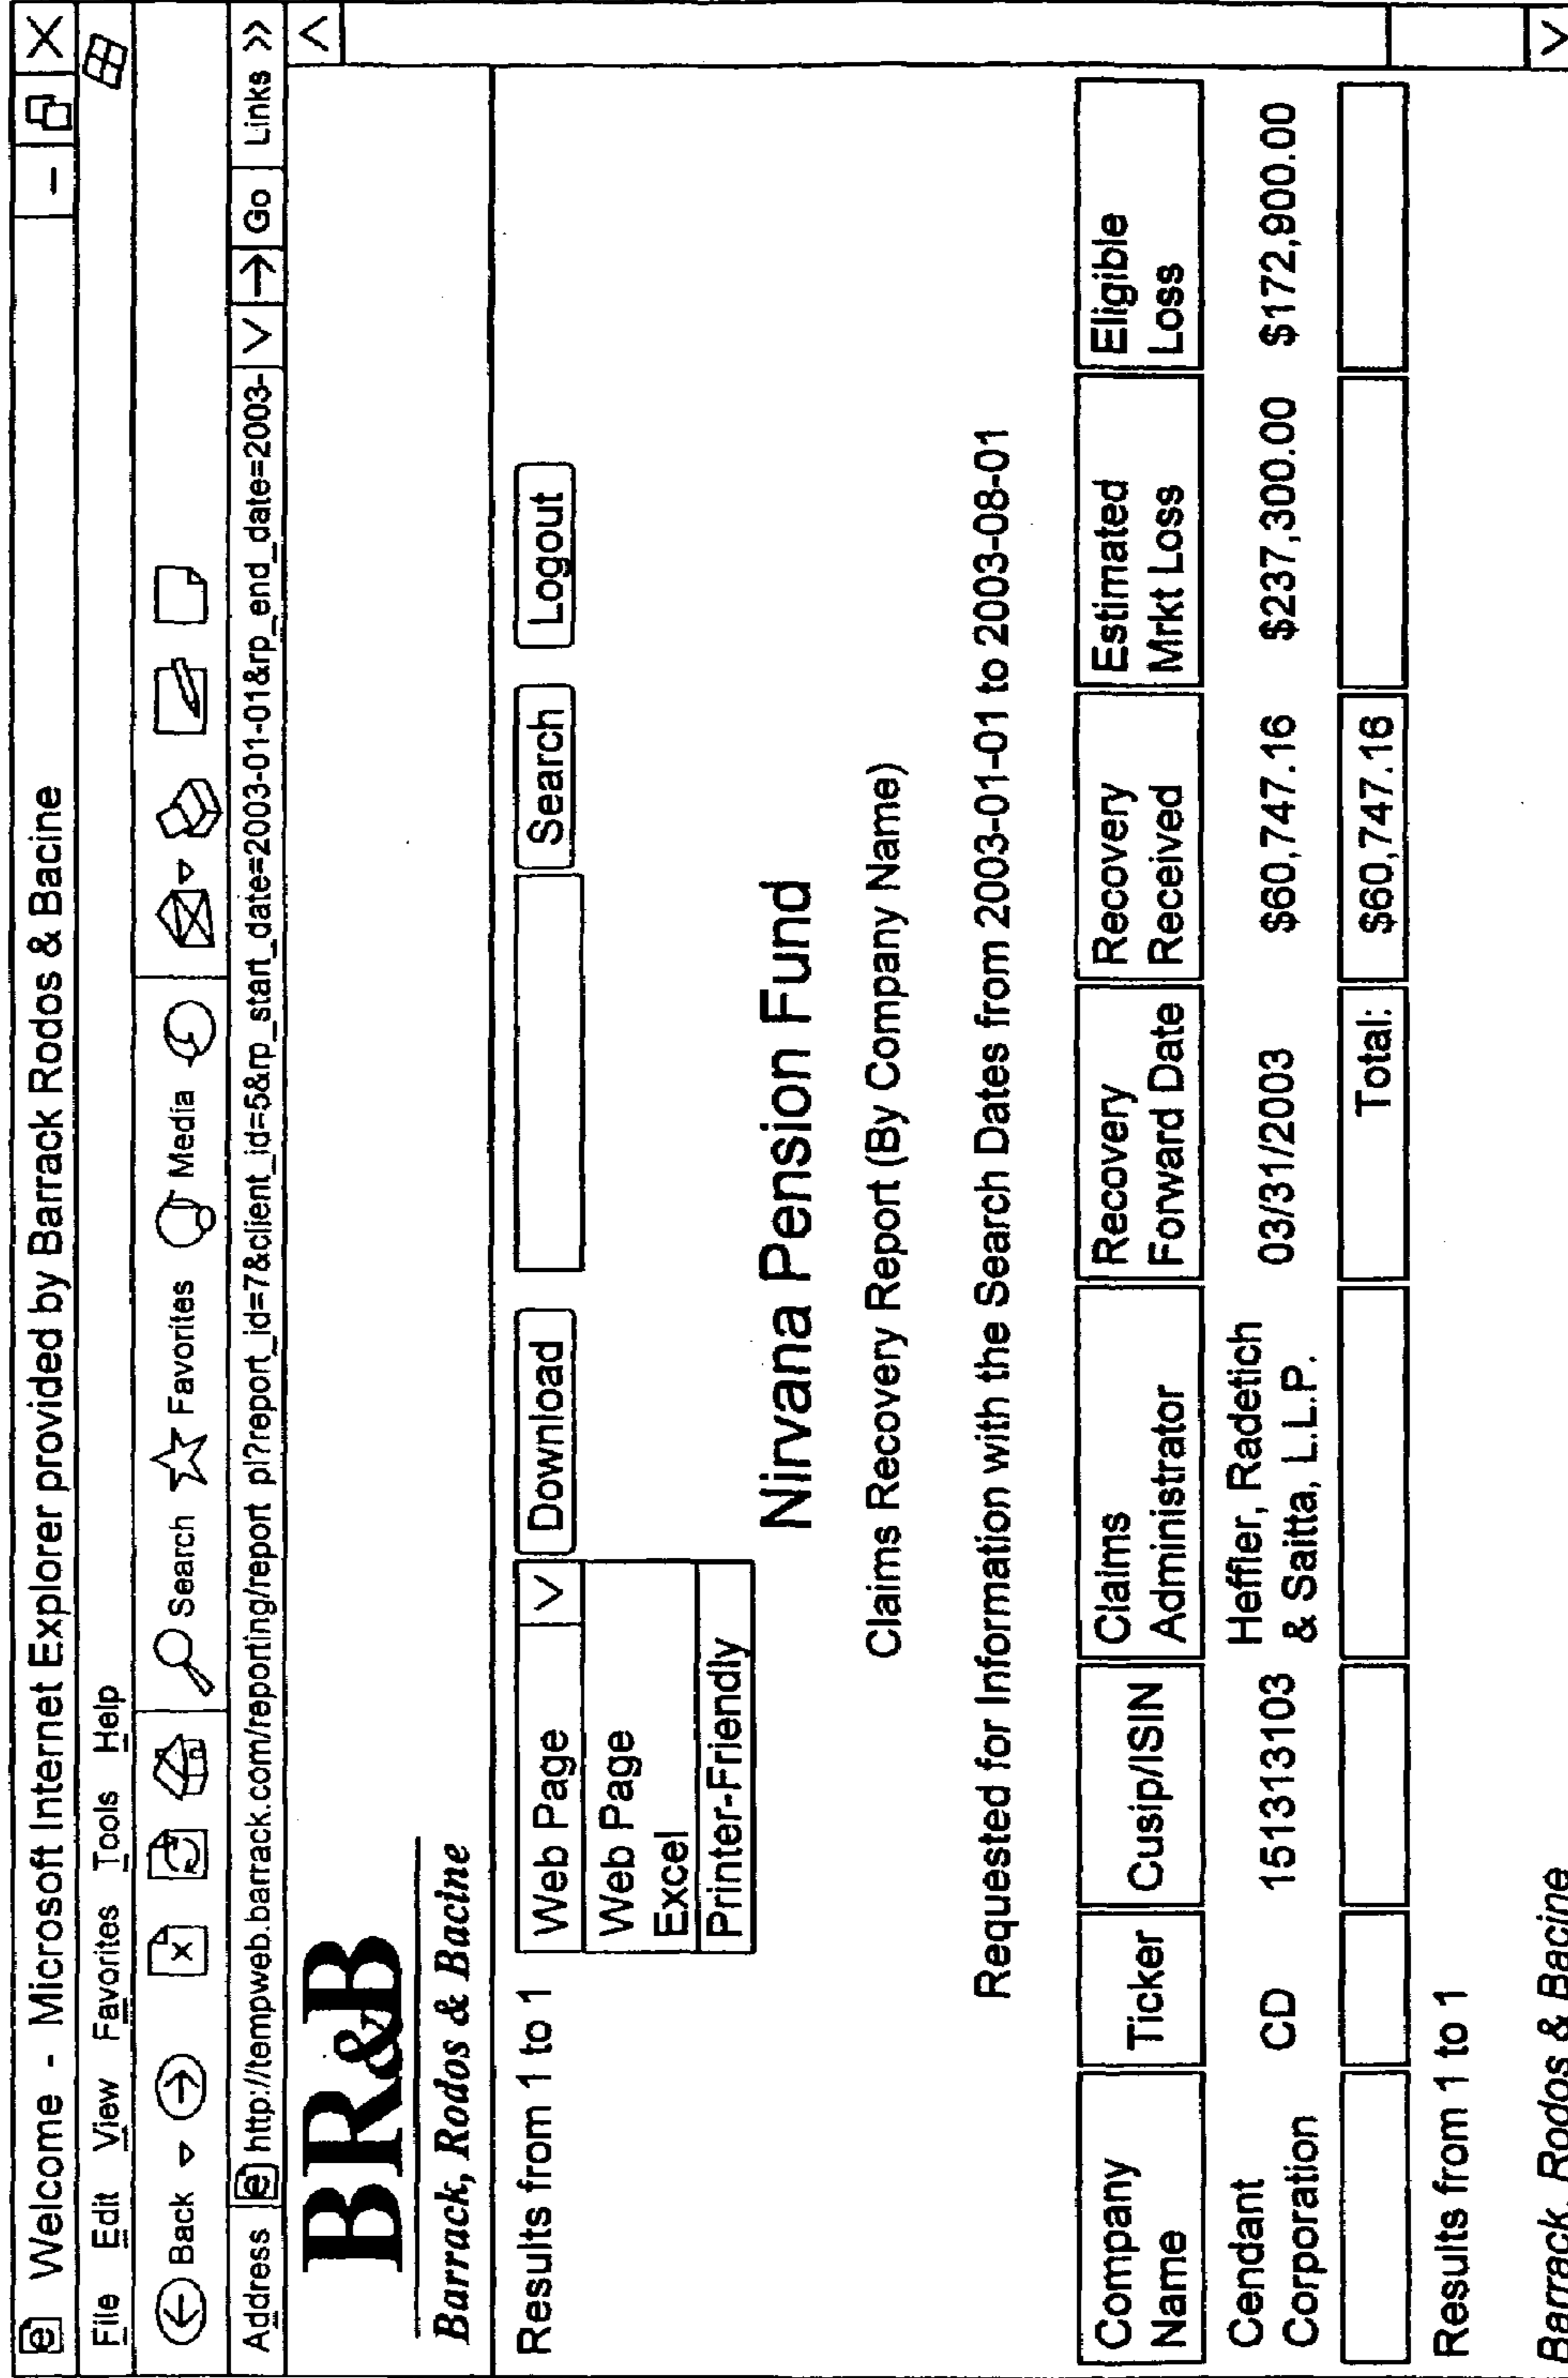 Welcome - Microsoft Internet Explorer provided by Barrack Rodos & Bacine
File Edit View Favorites Tools Help
Back Search Favorites Media
Address http://tempweb.barrack.com/reporting/report pl?report_id=7&client_id=5&rp_start_date=2003-01-01&rp_end_date=2003- Go Links >>
BR&B
Barrack, Rodos & Bacine
Results from 1 to 1
Web Page Download Search Logout
Web Page
Excel
Printer-Friendly
Nirvana Pension Fund
Claims Recovery Report (By Company Name)
Requested for Information with the Search Dates from 2003-01-01 to 2003-08-01
Company Name Ticker Cusip/ISIN Claims Administrator Recovery Forward Date Recovery Received Estimated Mrkt Loss Eligible Loss
Cendant Corporation CD 151313103 Heffler, Radetich & Saitta, L.L.P. 03/31/2003 $60,747.16 $237,300.00 $172,900.00
Total: $60,747.16
Results from 1 to 1
Barrack, Rodos & Bacine